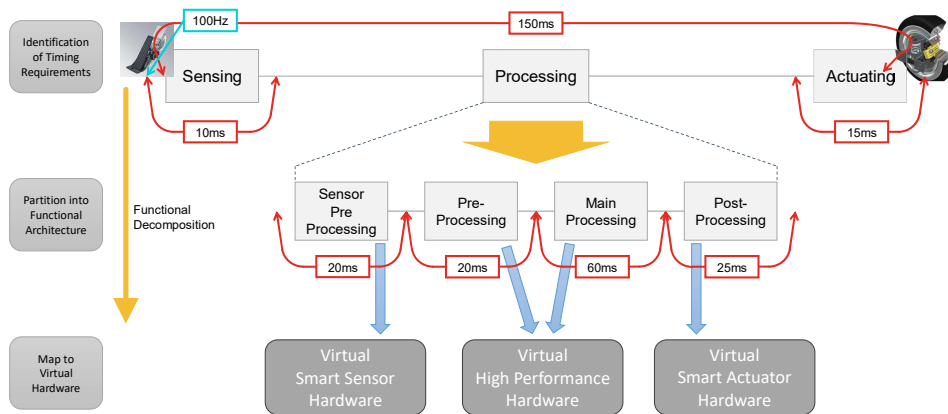 100Hz
150ms
Identification
of Timing
Requirements
Sensing
Processing
Actuating
10ms
15ms
Partition into
Functional
Architecture
Functional
Decomposition
Sensor
Pre
Processing
Pre-
Processing
Main
Processing
Post-
Processing
20ms
20ms
60ms
25ms
Map to
Virtual
Hardware
Virtual
Smart Sensor
Hardware
Virtual
High Performance
Hardware
Virtual
Smart Actuator
Hardware